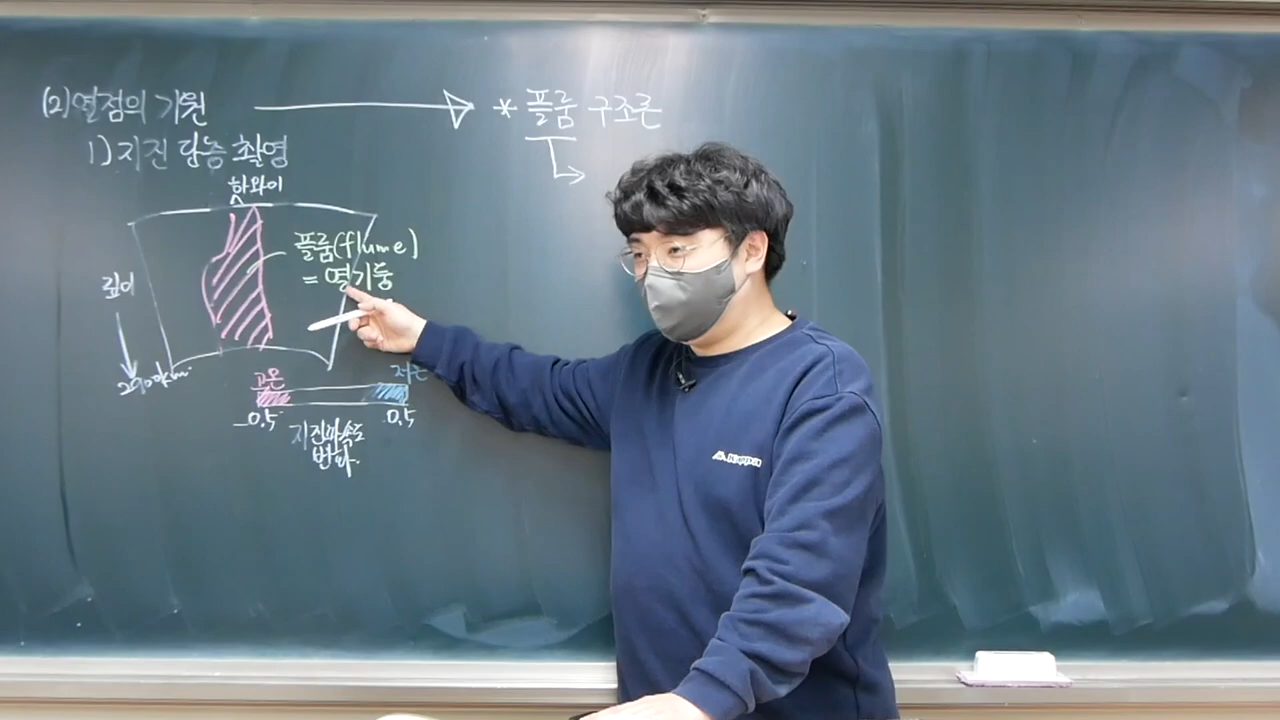 (2) 열점의 기원 → * 플룸 구조론
1) 지진 단층 촬영
하와이
플룸(flume)
= 열기둥
깊이
2900km
고온
저온
-0.5
0.5
지진파 속도
변화